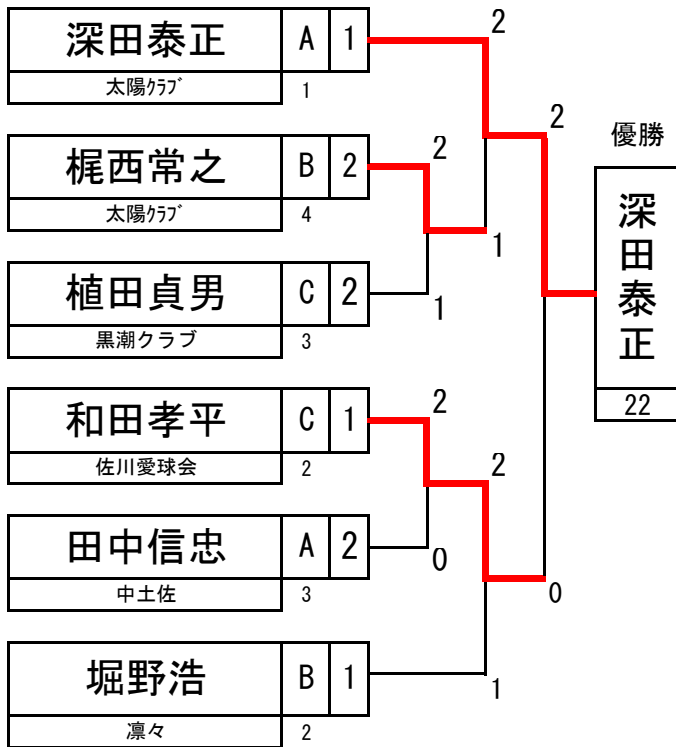 深田泰正 A 1
太陽ｸﾗﾌﾞ 1
梶西常之 B 2
太陽ｸﾗﾌﾞ 4
植田貞男 C 2
黒潮クラブ 3
和田孝平 C 1
佐川愛球会 2
田中信忠 A 2
中土佐 3
堀野浩 B 1
凛々 2
2
2
1
1
2
0
2
1
2
0
優勝
深田泰正
22